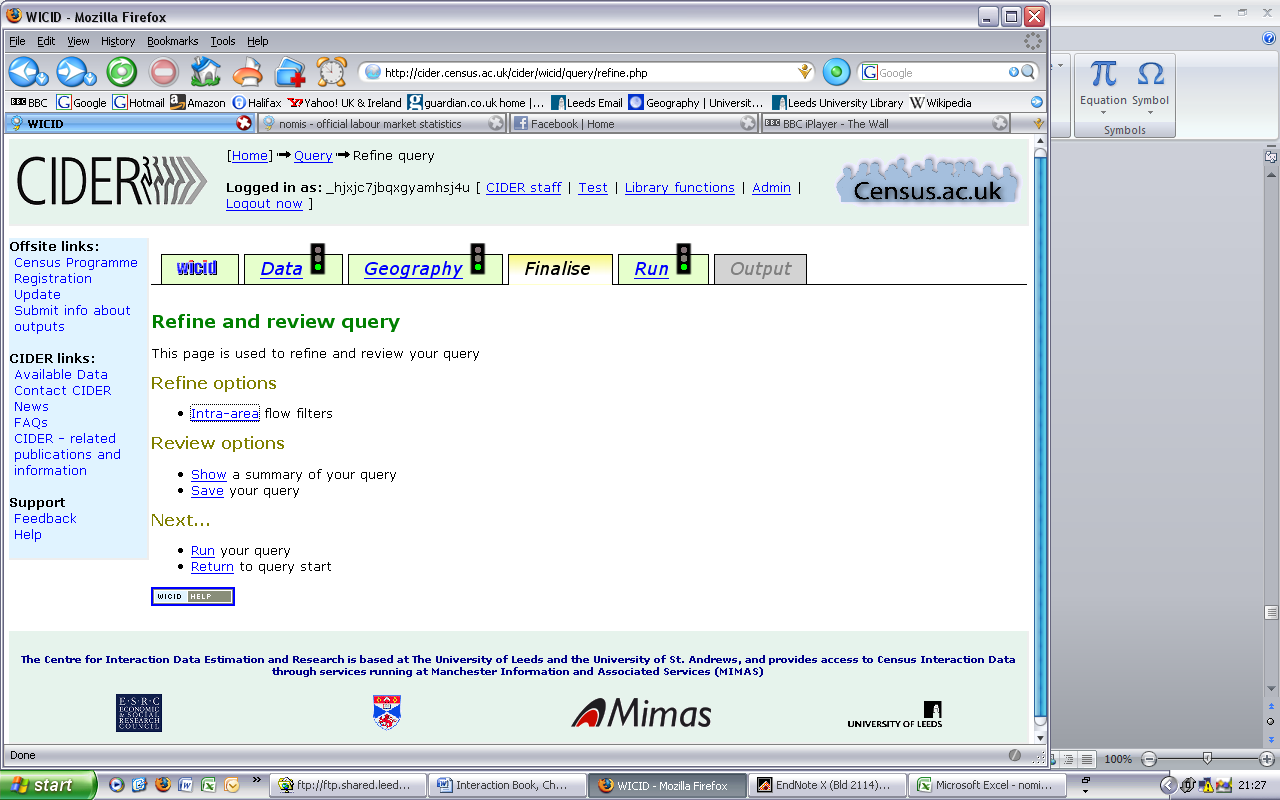 WICID - Mozilla Firefox
File Edit View History Bookmarks Tools Help
http://cider.census.ac.uk/cider/wicid/query/refine.php
Google
BBC Google Hotmail Amazon Halifax Yahoo! UK & Ireland guardian.co.uk home |... Leeds Email Geography | Universit... Leeds University Library Wikipedia
WICID nomis - official labour market statistics Facebook | Home BBC iPlayer - The Wall
Equation Symbol
Symbols
CIDER
[Home] Query Refine query
Logged in as: _hjxjc7jbqxgyamhsj4u [ CIDER staff | Test | Library functions | Admin |
Logout now ]
Census.ac.uk
Offsite links:
Census Programme
Registration
Update
Submit info about
outputs
CIDER links:
Available Data
Contact CIDER
News
FAQs
CIDER - related
publications and
information
Support
Feedback
Help
wicid Data Geography Finalise Run Output
Refine and review query
This page is used to refine and review your query
Refine options
Intra-area flow filters
Review options
Show a summary of your query
Save your query
Next...
Run your query
Return to query start
WICID HELP
The Centre for Interaction Data Estimation and Research is based at The University of Leeds and the University of St. Andrews, and provides access to Census Interaction Data
through services running at Manchester Information and Associated Services (MIMAS)
E·S·R·C
ECONOMIC
& SOCIAL
RESEARCH
COUNCIL
Mimas
UNIVERSITY OF LEEDS
Done
100%
start
ftp://ftp.shared.leed... Interaction Book, Ch... WICID - Mozilla Firefox EndNote X (Bld 2114)... Microsoft Excel - nomi...
21:27